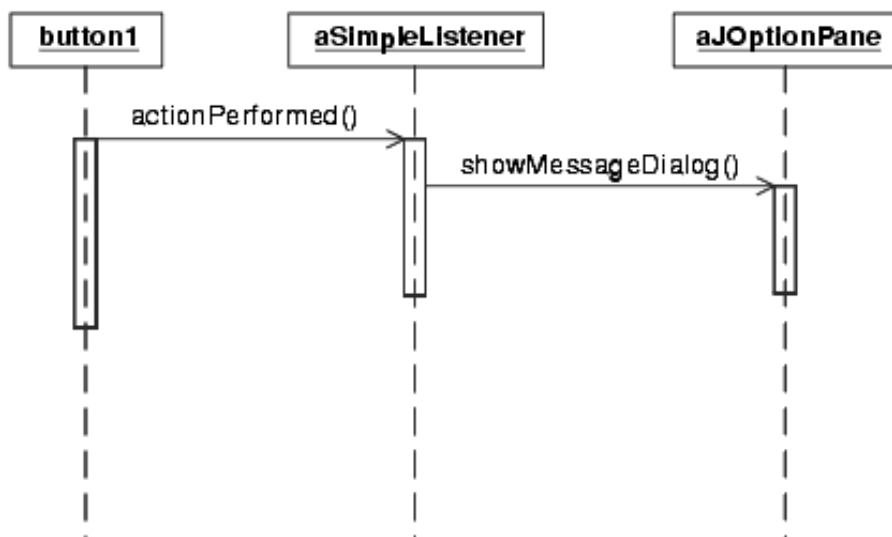 button1
aSimpleListener
aJOptionPane
actionPerformed()
showMessageDialog()